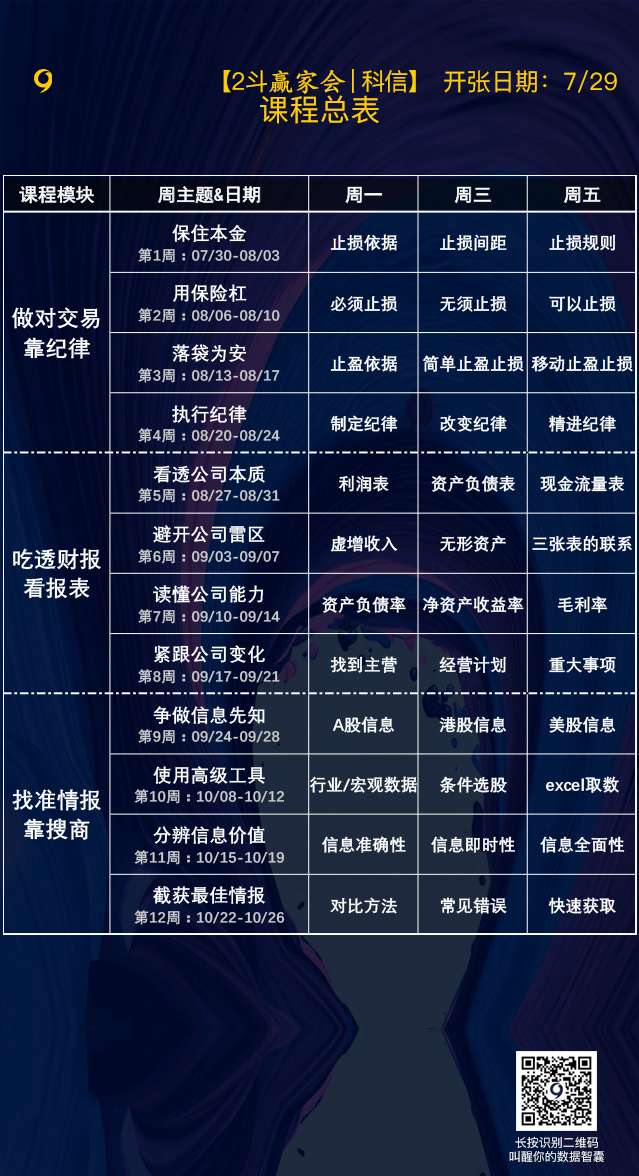 【2斗赢家会|科信】 开张日期：7/29
课程总表
课程模块 周主题&日期 周一 周三 周五
做对交易
靠纪律
保住本金
第1周：07/30-08/03
止损依据 止损间距 止损规则
用保险杠
第2周：08/06-08/10
必须止损 无须止损 可以止损
落袋为安
第3周：08/13-08/17
止盈依据 简单止盈止损 移动止盈止损
执行纪律
第4周：08/20-08/24
制定纪律 改变纪律 精进纪律
吃透财报
看报表
看透公司本质
第5周：08/27-08/31
利润表 资产负债表 现金流量表
避开公司雷区
第6周：09/03-09/07
虚增收入 无形资产 三张表的联系
读懂公司能力
第7周：09/10-09/14
资产负债率 净资产收益率 毛利率
紧跟公司变化
第8周：09/17-09/21
找到主营 经营计划 重大事项
找准情报
靠搜商
争做信息先知
第9周：09/24-09/28
A股信息 港股信息 美股信息
使用高级工具
第10周：10/08-10/12
行业/宏观数据 条件选股 excel取数
分辨信息价值
第11周：10/15-10/19
信息准确性 信息即时性 信息全面性
截获最佳情报
第12周：10/22-10/26
对比方法 常见错误 快速获取
长按识别二维码
叫醒你的数据智囊